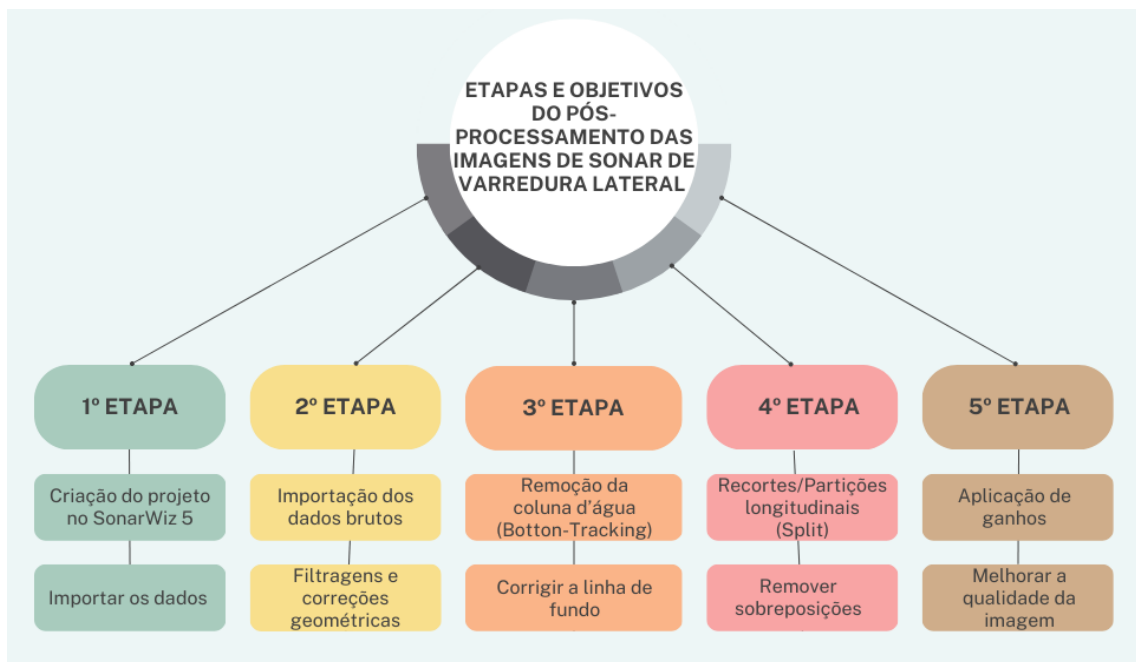 ETAPAS E OBJETIVOS
DO PÓS-
PROCESSAMENTO DAS
IMAGENS DE SONAR DE
VARREDURA LATERAL
1º ETAPA
Criação do projeto
no SonarWiz 5
Importar os dados
2º ETAPA
Importação dos
dados brutos
Filtragens e
correções
geométricas
3º ETAPA
Remoção da
coluna d'água
(Botton-Tracking)
Corrigir a linha de
fundo
4º ETAPA
Recortes/Partições
longitudinais
(Split)
Remover
sobreposições
5º ETAPA
Aplicação de
ganhos
Melhorar a
qualidade da
imagem